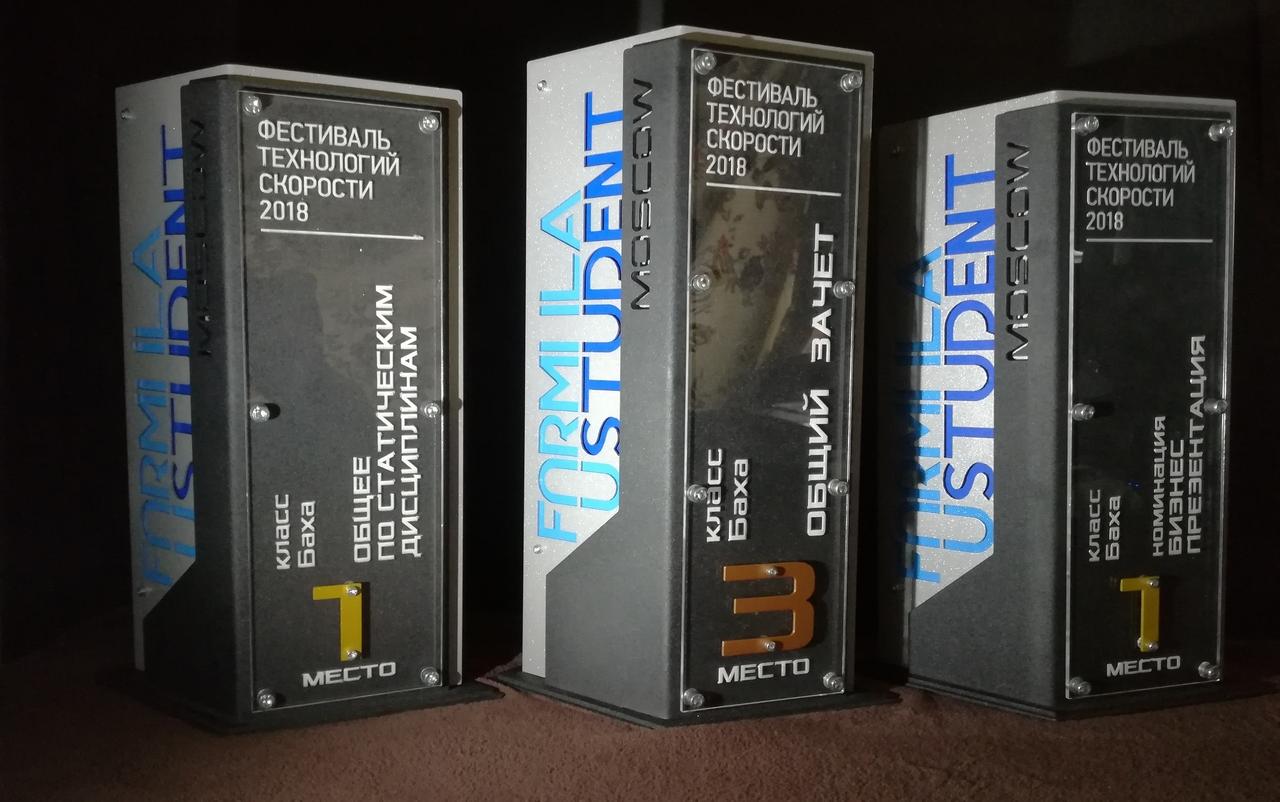 FORMULA
STUDENT
MOSCOW
ФЕСТИВАЛЬ
ТЕХНОЛОГИЙ
СКОРОСТИ
2018
класс
Баха
ОБЩЕЕ
ПО СТАТИЧЕСКИМ
ДИСЦИПЛИНАМ
1
МЕСТО
FORMULA
STUDENT
MOSCOW
ФЕСТИВАЛЬ
ТЕХНОЛОГИЙ
СКОРОСТИ
2018
класс
Баха
ОБЩИЙ ЗАЧЕТ
3
МЕСТО
FORMULA
STUDENT
MOSCOW
ФЕСТИВАЛЬ
ТЕХНОЛОГИЙ
СКОРОСТИ
2018
класс
Баха
номинация
БИЗНЕС
ПРЕЗЕНТАЦИЯ
1
МЕСТО